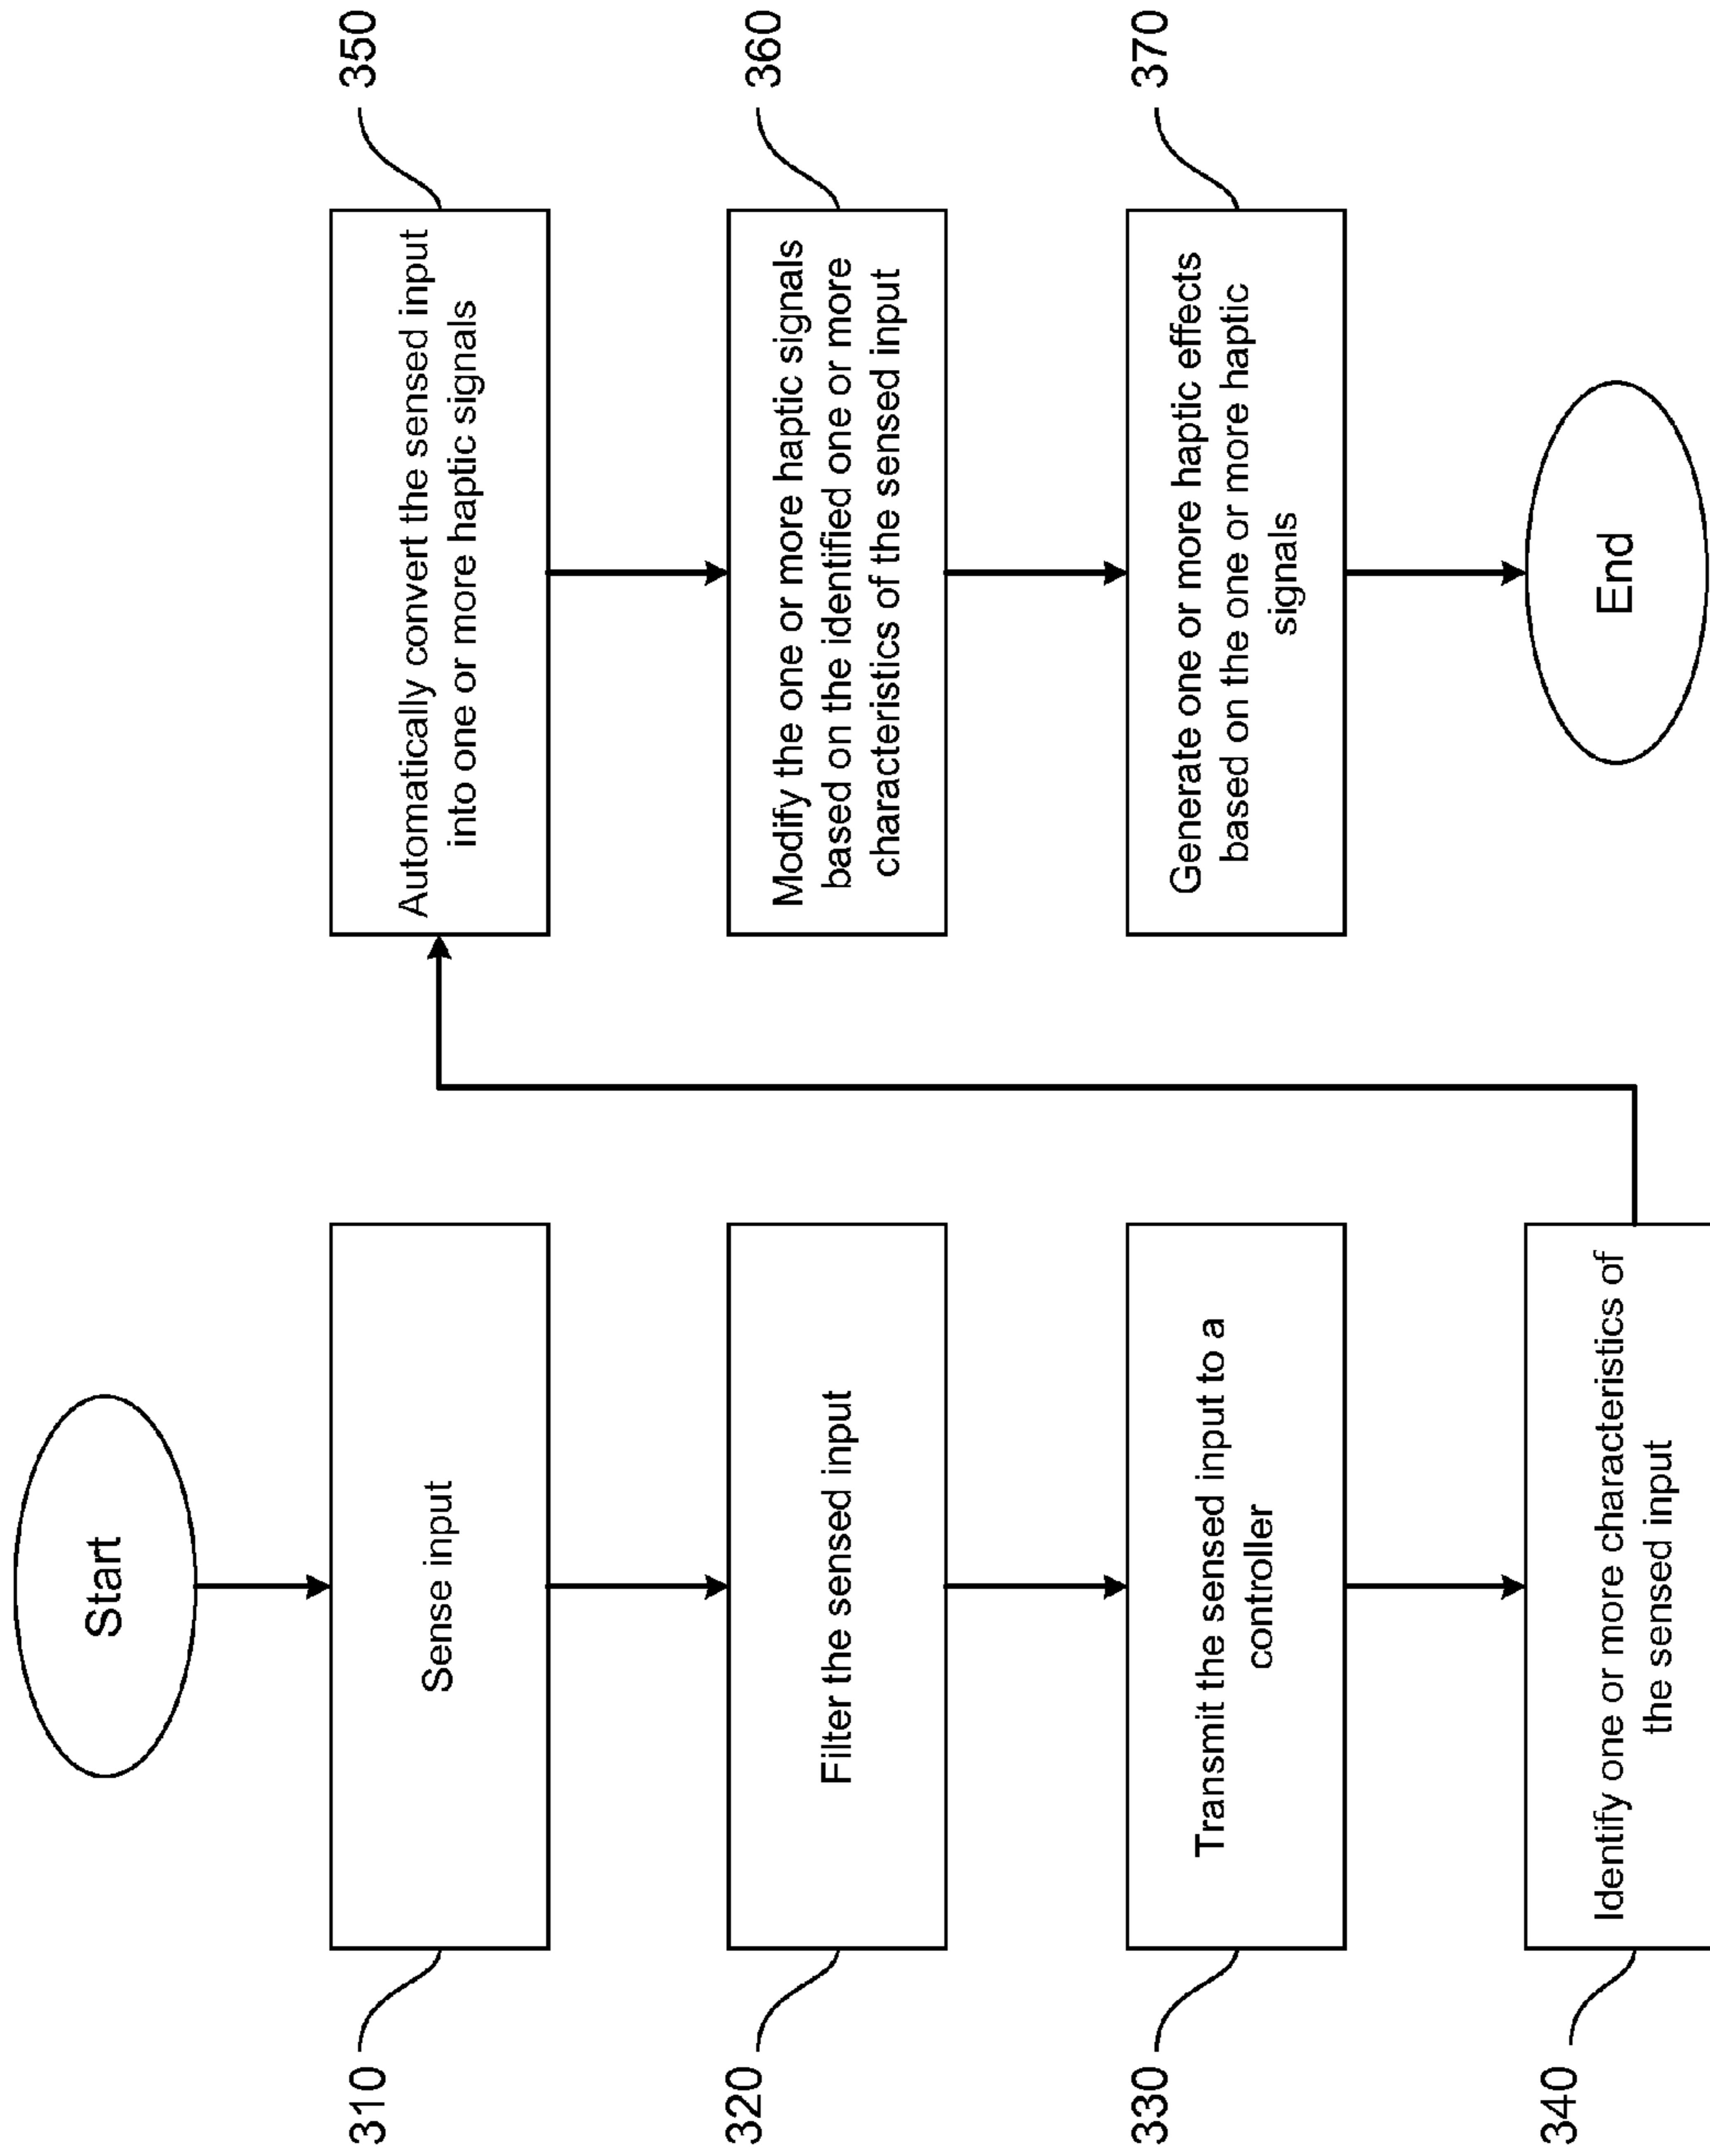 Start
310
Sense input
320
Filter the sensed input
330
Transmit the sensed input to a
controller
340
Identify one or more characteristics of
the sensed input
350
Automatically convert the sensed input
into one or more haptic signals
360
Modify the one or more haptic signals
based on the identified one or more
characteristics of the sensed input
370
Generate one or more haptic effects
based on the one or more haptic
signals
End